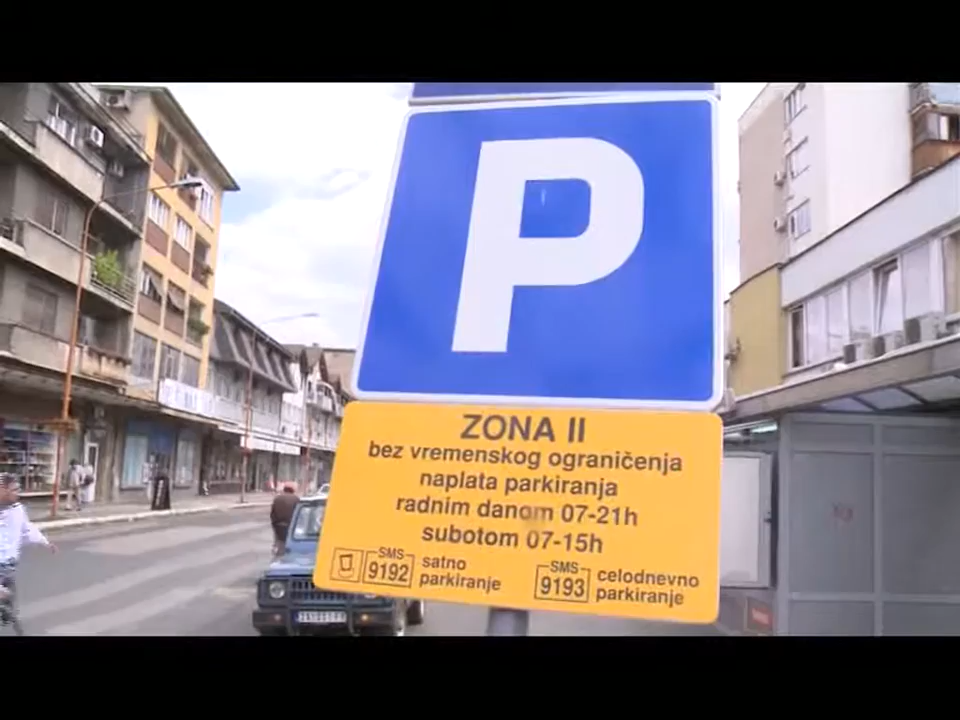 P
ZONA II
bez vremenskog ograničenja
naplata parkiranja
radnim danom 07-21h
subotom 07-15h
SMS
9192
satno
parkiranje
SMS
9193
celodnevno
parkiranje